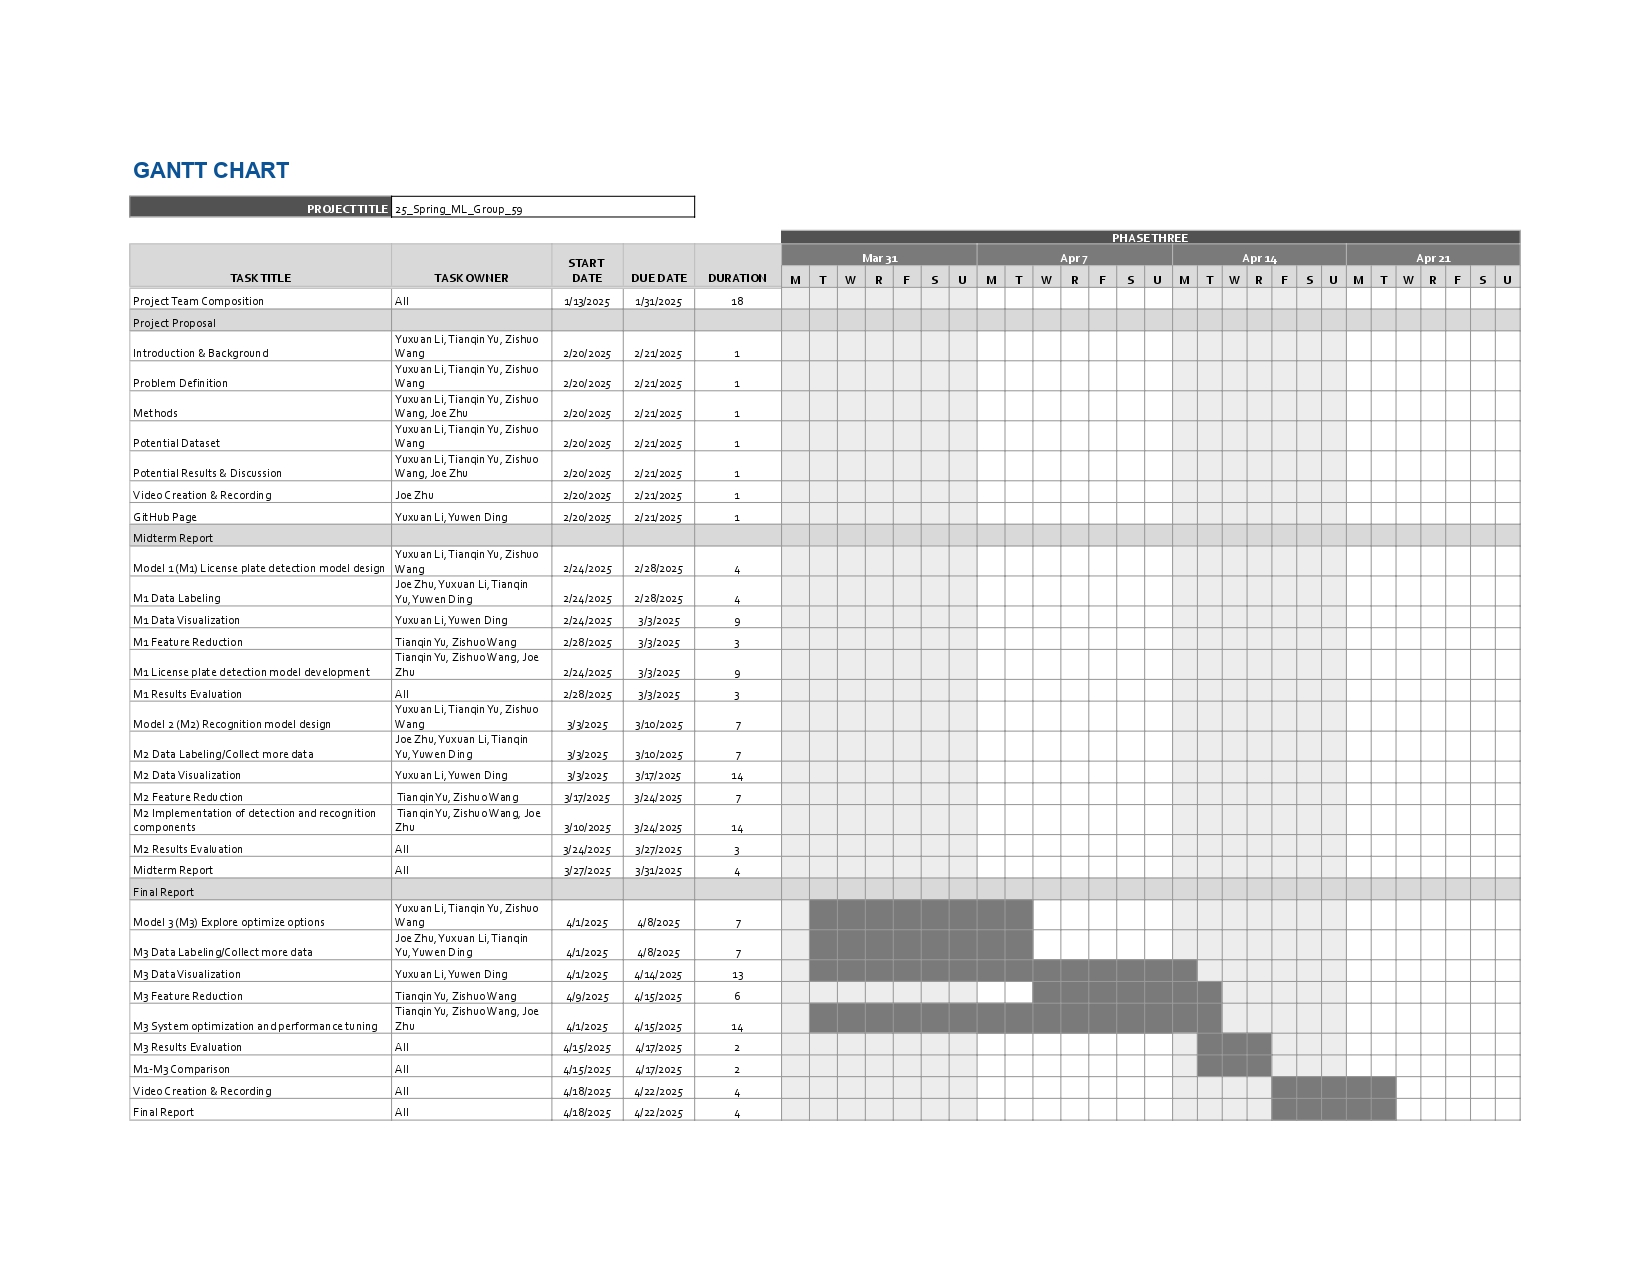 GANTT CHART
PROJECT TITLE 25_Spring_ML_Group_59
PHASE THREE
Mar 31 Apr 7 Apr 14 Apr 21
TASK TITLE TASK OWNER START DATE DUE DATE DURATION M T W R F S U M T W R F S U M T W R F S U M T W R F S U
Project Team Composition All 1/13/2025 1/31/2025 18
Project Proposal
Introduction & Background Yuxuan Li, Tianqin Yu, Zishuo Wang 2/20/2025 2/21/2025 1
Problem Definition Yuxuan Li, Tianqin Yu, Zishuo Wang 2/20/2025 2/21/2025 1
Methods Yuxuan Li, Tianqin Yu, Zishuo Wang, Joe Zhu 2/20/2025 2/21/2025 1
Potential Dataset Yuxuan Li, Tianqin Yu, Zishuo Wang 2/20/2025 2/21/2025 1
Potential Results & Discussion Yuxuan Li, Tianqin Yu, Zishuo Wang, Joe Zhu 2/20/2025 2/21/2025 1
Video Creation & Recording Joe Zhu 2/20/2025 2/21/2025 1
GitHub Page Yuxuan Li, Yuwen Ding 2/20/2025 2/21/2025 1
Midterm Report
Model 1 (M1) License plate detection model design Yuxuan Li, Tianqin Yu, Zishuo Wang 2/24/2025 2/28/2025 4
M1 Data Labeling Joe Zhu, Yuxuan Li, Tianqin Yu, Yuwen Ding 2/24/2025 2/28/2025 4
M1 Data Visualization Yuxuan Li, Yuwen Ding 2/24/2025 3/3/2025 9
M1 Feature Reduction Tianqin Yu, Zishuo Wang 2/28/2025 3/3/2025 3
M1 License plate detection model development Tianqin Yu, Zishuo Wang, Joe Zhu 2/24/2025 3/3/2025 9
M1 Results Evaluation All 2/28/2025 3/3/2025 3
Model 2 (M2) Recognition model design Yuxuan Li, Tianqin Yu, Zishuo Wang 3/3/2025 3/10/2025 7
M2 Data Labeling/Collect more data Joe Zhu, Yuxuan Li, Tianqin Yu, Yuwen Ding 3/3/2025 3/10/2025 7
M2 Data Visualization Yuxuan Li, Yuwen Ding 3/3/2025 3/17/2025 14
M2 Feature Reduction Tianqin Yu, Zishuo Wang 3/17/2025 3/24/2025 7
M2 Implementation of detection and recognition components Tianqin Yu, Zishuo Wang, Joe Zhu 3/10/2025 3/24/2025 14
M2 Results Evaluation All 3/24/2025 3/27/2025 3
Midterm Report All 3/27/2025 3/31/2025 4
Final Report
Model 3 (M3) Explore optimize options Yuxuan Li, Tianqin Yu, Zishuo Wang 4/1/2025 4/8/2025 7
M3 Data Labeling/Collect more data Joe Zhu, Yuxuan Li, Tianqin Yu, Yuwen Ding 4/1/2025 4/8/2025 7
M3 Data Visualization Yuxuan Li, Yuwen Ding 4/1/2025 4/14/2025 13
M3 Feature Reduction Tianqin Yu, Zishuo Wang 4/9/2025 4/15/2025 6
M3 System optimization and performance tuning Tianqin Yu, Zishuo Wang, Joe Zhu 4/1/2025 4/15/2025 14
M3 Results Evaluation All 4/15/2025 4/17/2025 2
M1-M3 Comparison All 4/15/2025 4/17/2025 2
Video Creation & Recording All 4/18/2025 4/22/2025 4
Final Report All 4/18/2025 4/22/2025 4